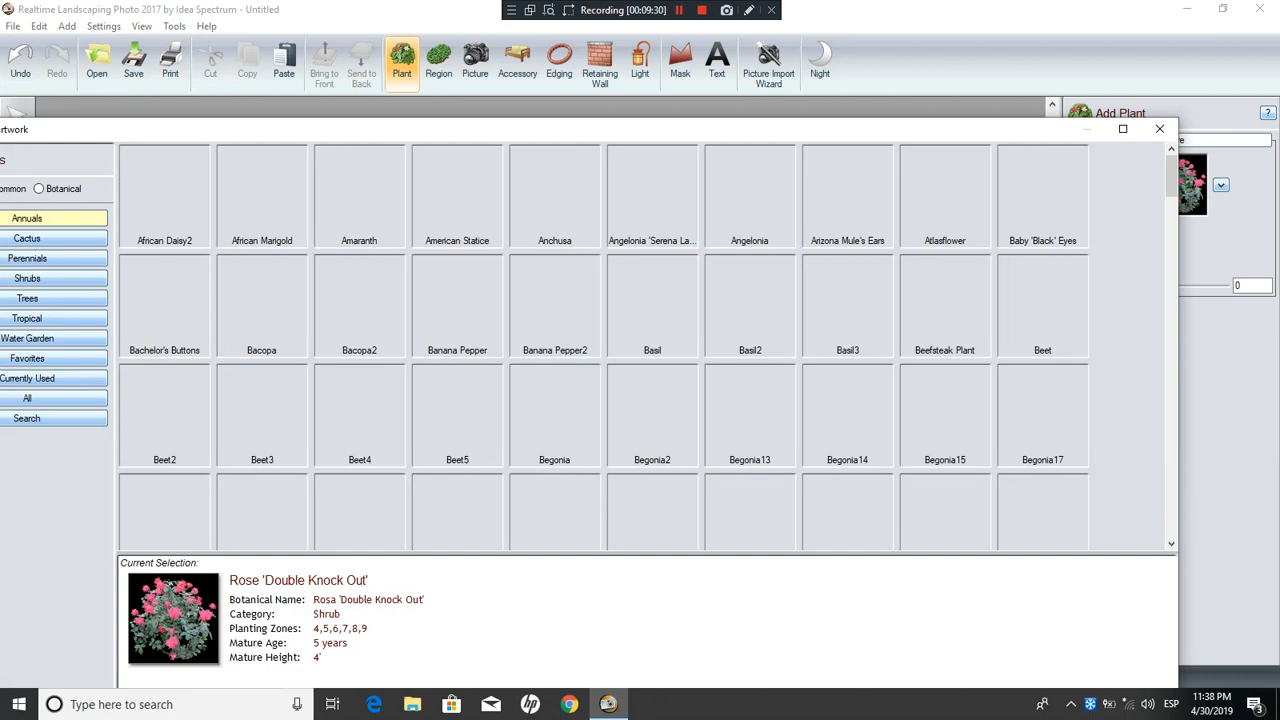 Realtime Landscaping Photo 2017 by Idea Spectrum - Untitled
Recording [00:09:30]
File Edit Add Settings View Tools Help
Undo Redo Open Save Print Cut Copy Paste Bring to Front Send to Back Plant Region Picture Accessory Edging Retaining Wall Light Mask Text Picture Import Wizard Night
Add Plant
?
rtwork
s
ommon Botanical
Annuals
Cactus
Perennials
Shrubs
Trees
Tropical
Water Garden
Favorites
Currently Used
All
Search
African Daisy2 African Marigold Amaranth American Statice Anchusa Angelonia 'Serena La... Angelonia Arizona Mule's Ears Atlasflower Baby 'Black' Eyes
Bachelor's Buttons Bacopa Bacopa2 Banana Pepper Banana Pepper2 Basil Basil2 Basil3 Beefsteak Plant Beet
Beet2 Beet3 Beet4 Beet5 Begonia Begonia2 Begonia13 Begonia14 Begonia15 Begonia17
0
Current Selection:
Rose 'Double Knock Out'
Botanical Name: Rosa 'Double Knock Out'
Category: Shrub
Planting Zones: 4,5,6,7,8,9
Mature Age: 5 years
Mature Height: 4'
Type here to search
ESP
11:38 PM
4/30/2019
3